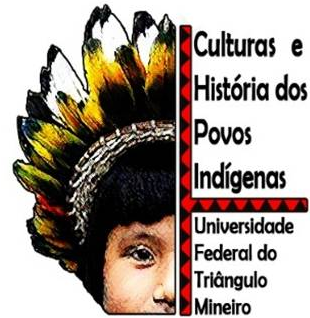 Culturas e
História dos
Povos
Indígenas
Universidade
Federal do
Triângulo
Mineiro